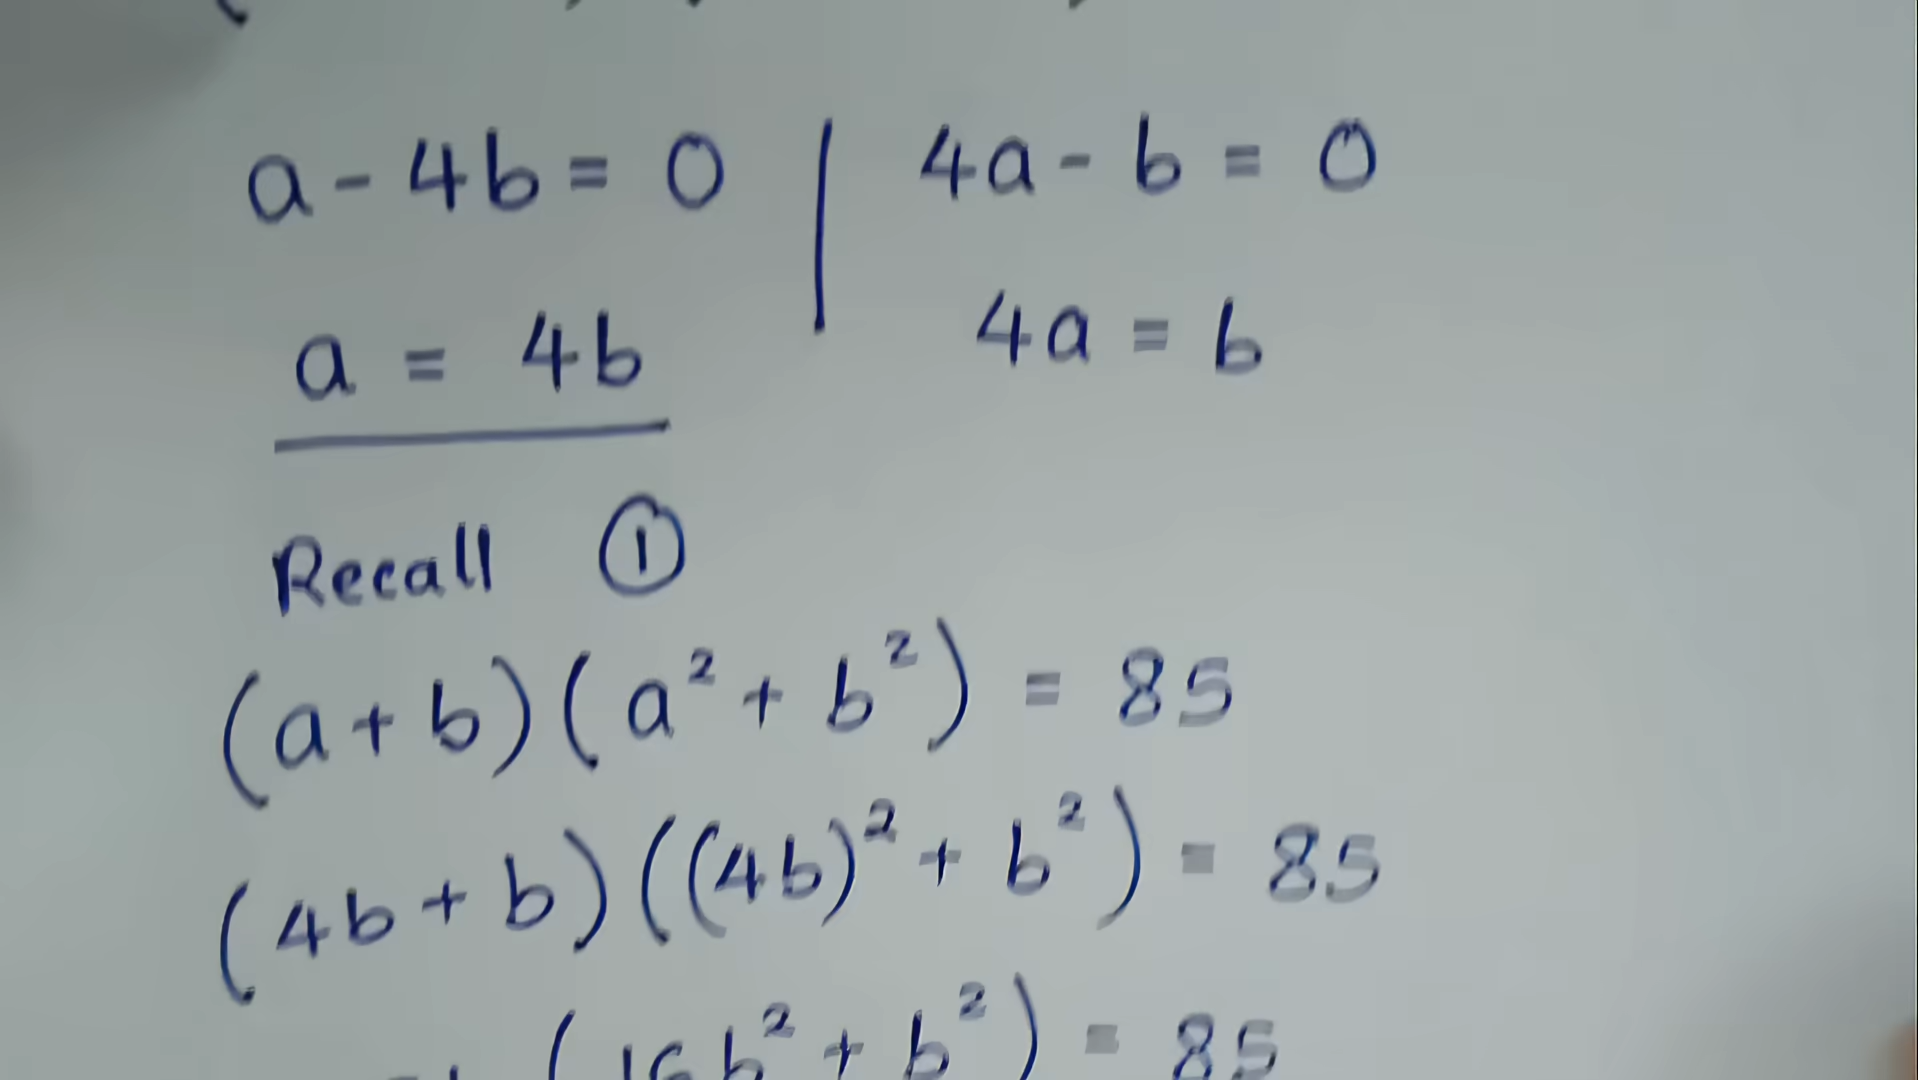 a - 4b = 0 | 4a - b = 0
a = 4b 4a = b
Recall ①
(a + b)(a² + b²) = 85
(4b + b)((4b)² + b²) = 85
(16b² + b²) = 85